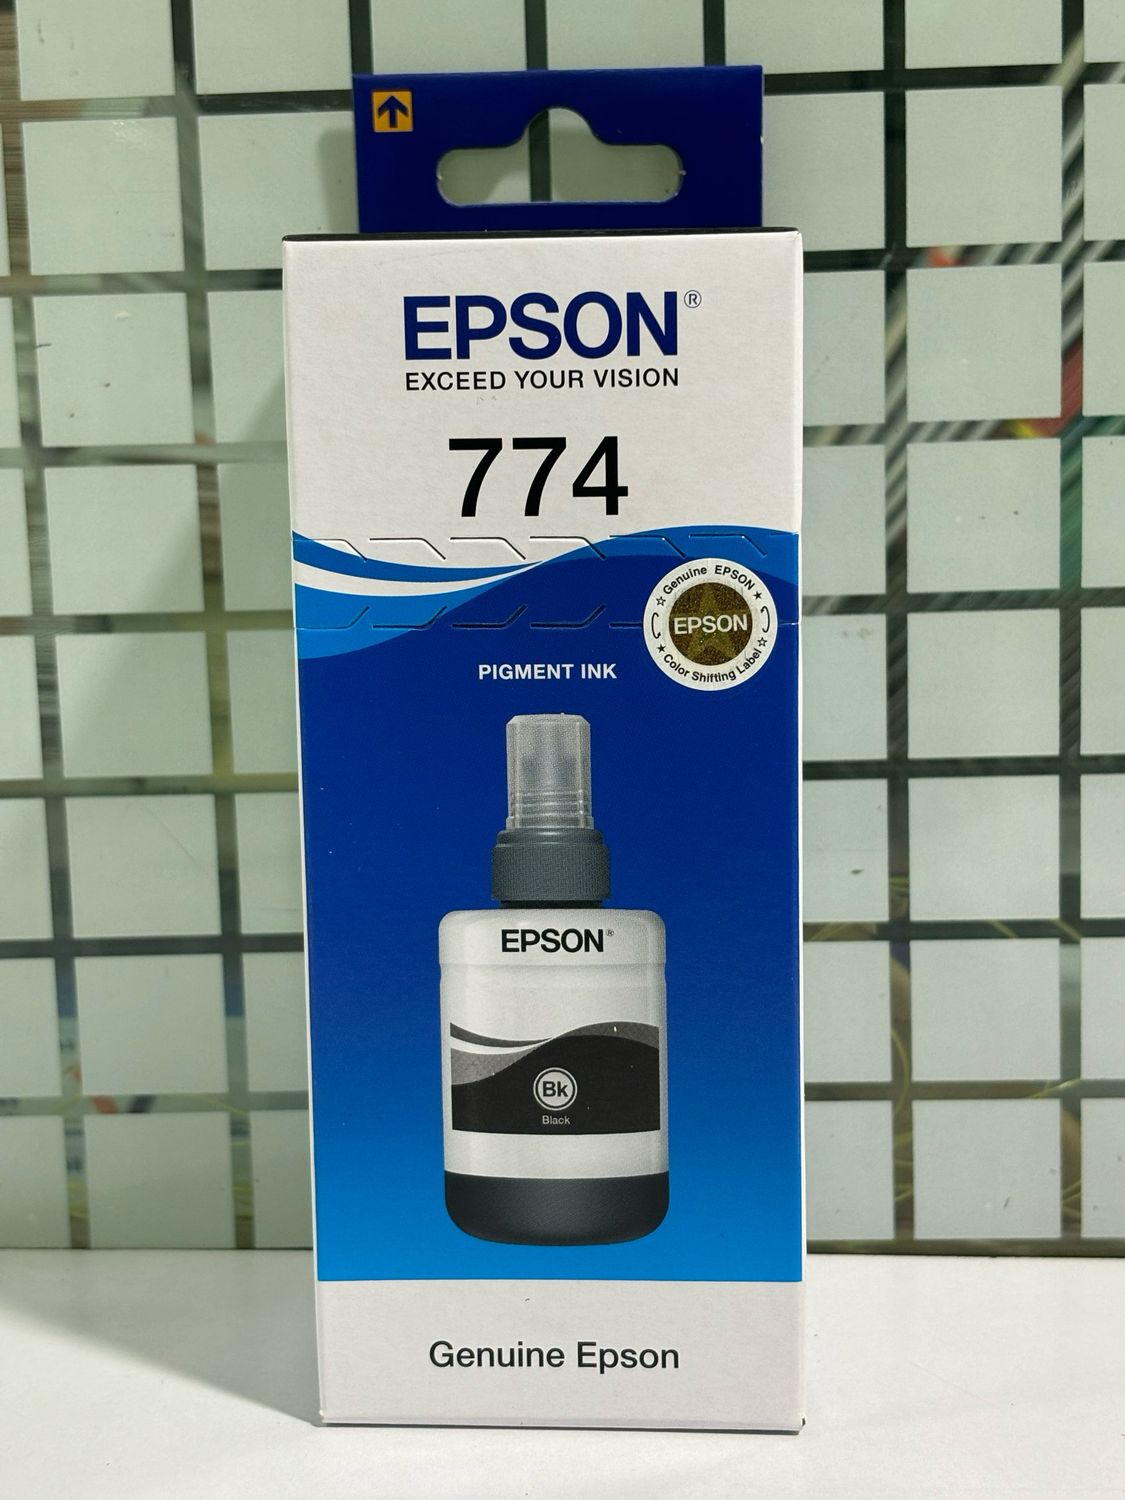 EPSON®
EXCEED YOUR VISION
774
Genuine EPSON
EPSON
Color Shifting Label
PIGMENT INK
EPSON®
Bk
Black
Genuine Epson